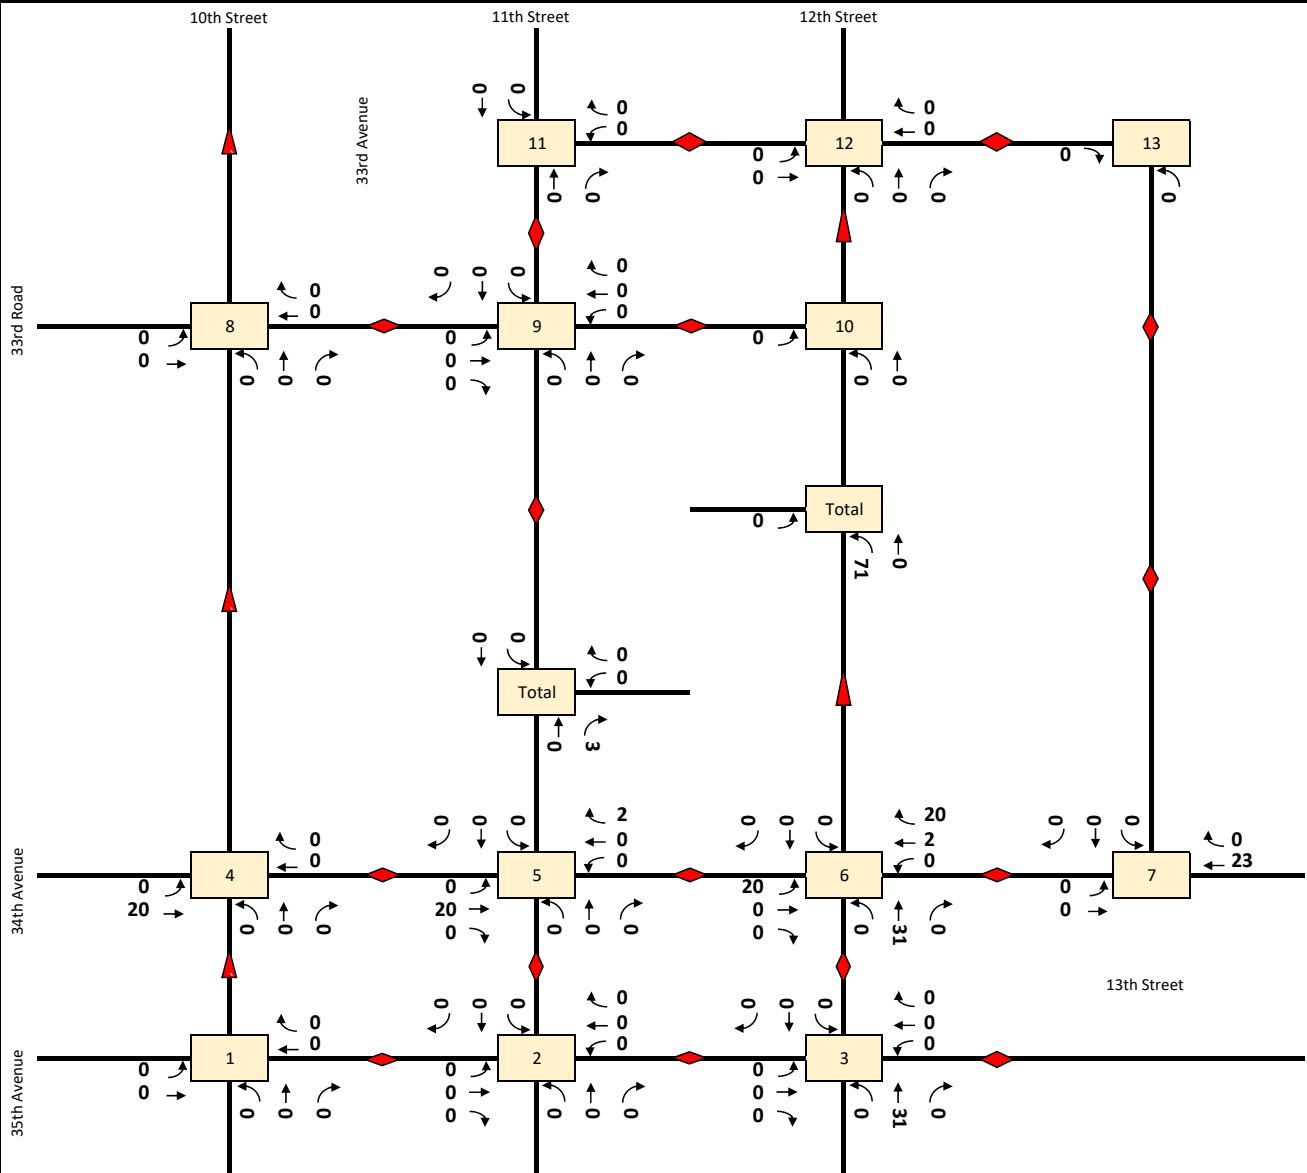 10th Street 11th Street 12th Street
33rd Avenue
0 0 0 0 0 0
11 12 13
0 0 0 0
0 0 0 0 0 0
33rd Road
0 0 0 0 0 0 0 0
8 9 10
0 0 0 0
0 0 0 0 0 0 0 0 0 0
Total
0 71 0
0 0 0 0
Total
0 3
34th Avenue
0 0 0 0 0 2 0 0 0 0 0 20 2 0 0 0 0 0 23
4 5 6 7
0 20 0 20 0 20 0 0 0 0
0 0 0 0 0 0 0 31 0
13th Street
35th Avenue
0 0 0 0 0 0 0 0 0 0 0 0 0 0
1 2 3
0 0 0 0 0 0 0 0
0 0 0 0 0 0 0 31 0